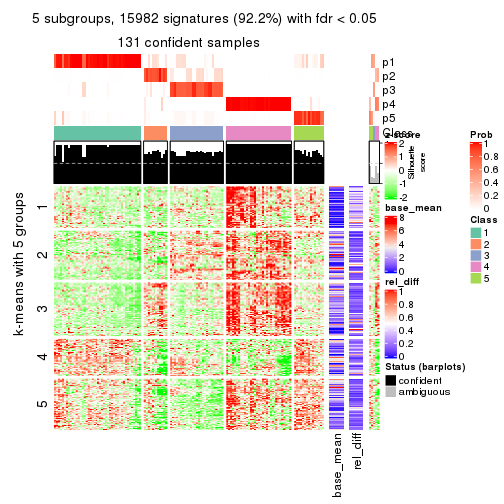 5 subgroups, 15982 signatures (92.2%) with fdr < 0.05
131 confident samples
p1
p2
p3
p4
p5
Class
Silhouette
score
1
0.5
0
k-means with 5 groups
1
2
3
4
5
base_mean
rel_diff
z-score
2
0
-2
base_mean
8
6
4
2
0
rel_diff
1
0.8
0.6
0.4
0.2
0
Status (barplots)
confident
ambiguous
Prob
1
0.8
0.6
0.4
0.2
0
Class
1
2
3
4
5